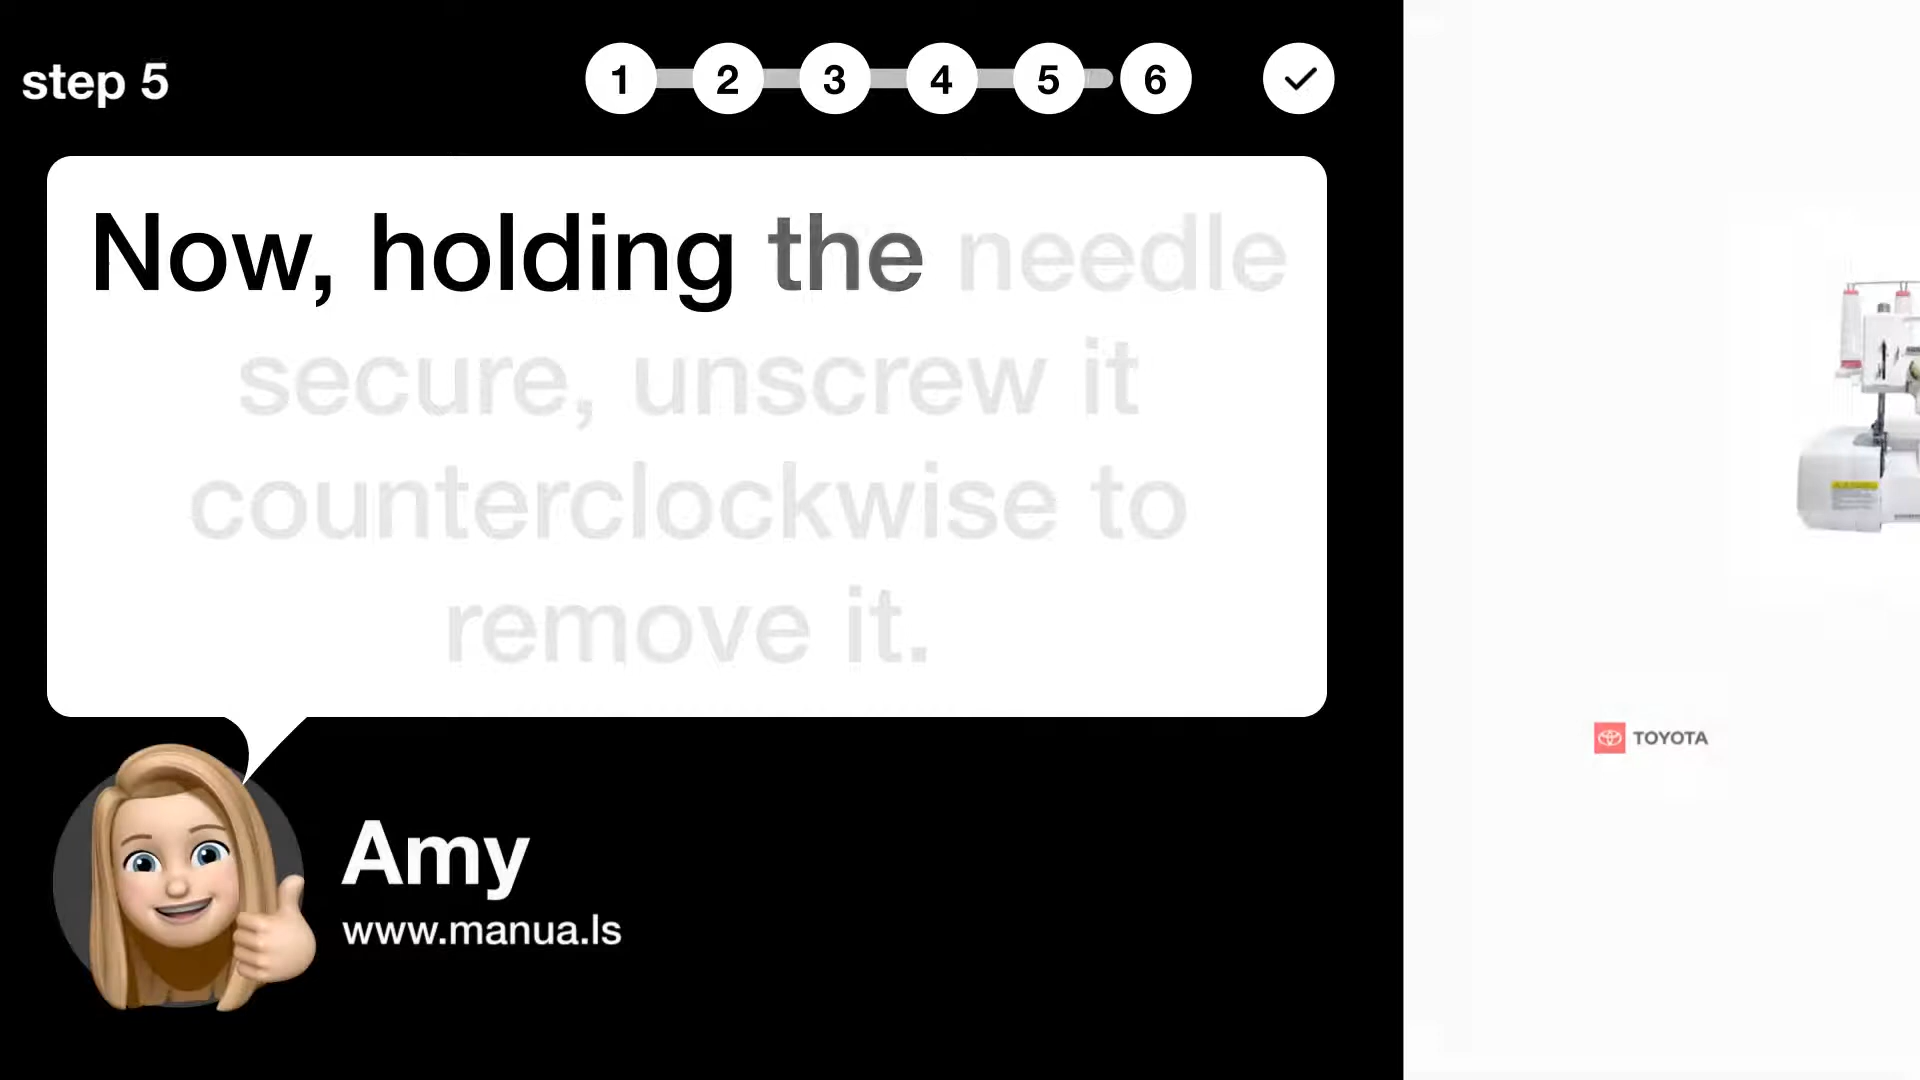 step 5
1 2 3 4 5 6
Now, holding the needle
secure, unscrew it
counterclockwise to
remove it.
Amy
www.manua.ls
TOYOTA